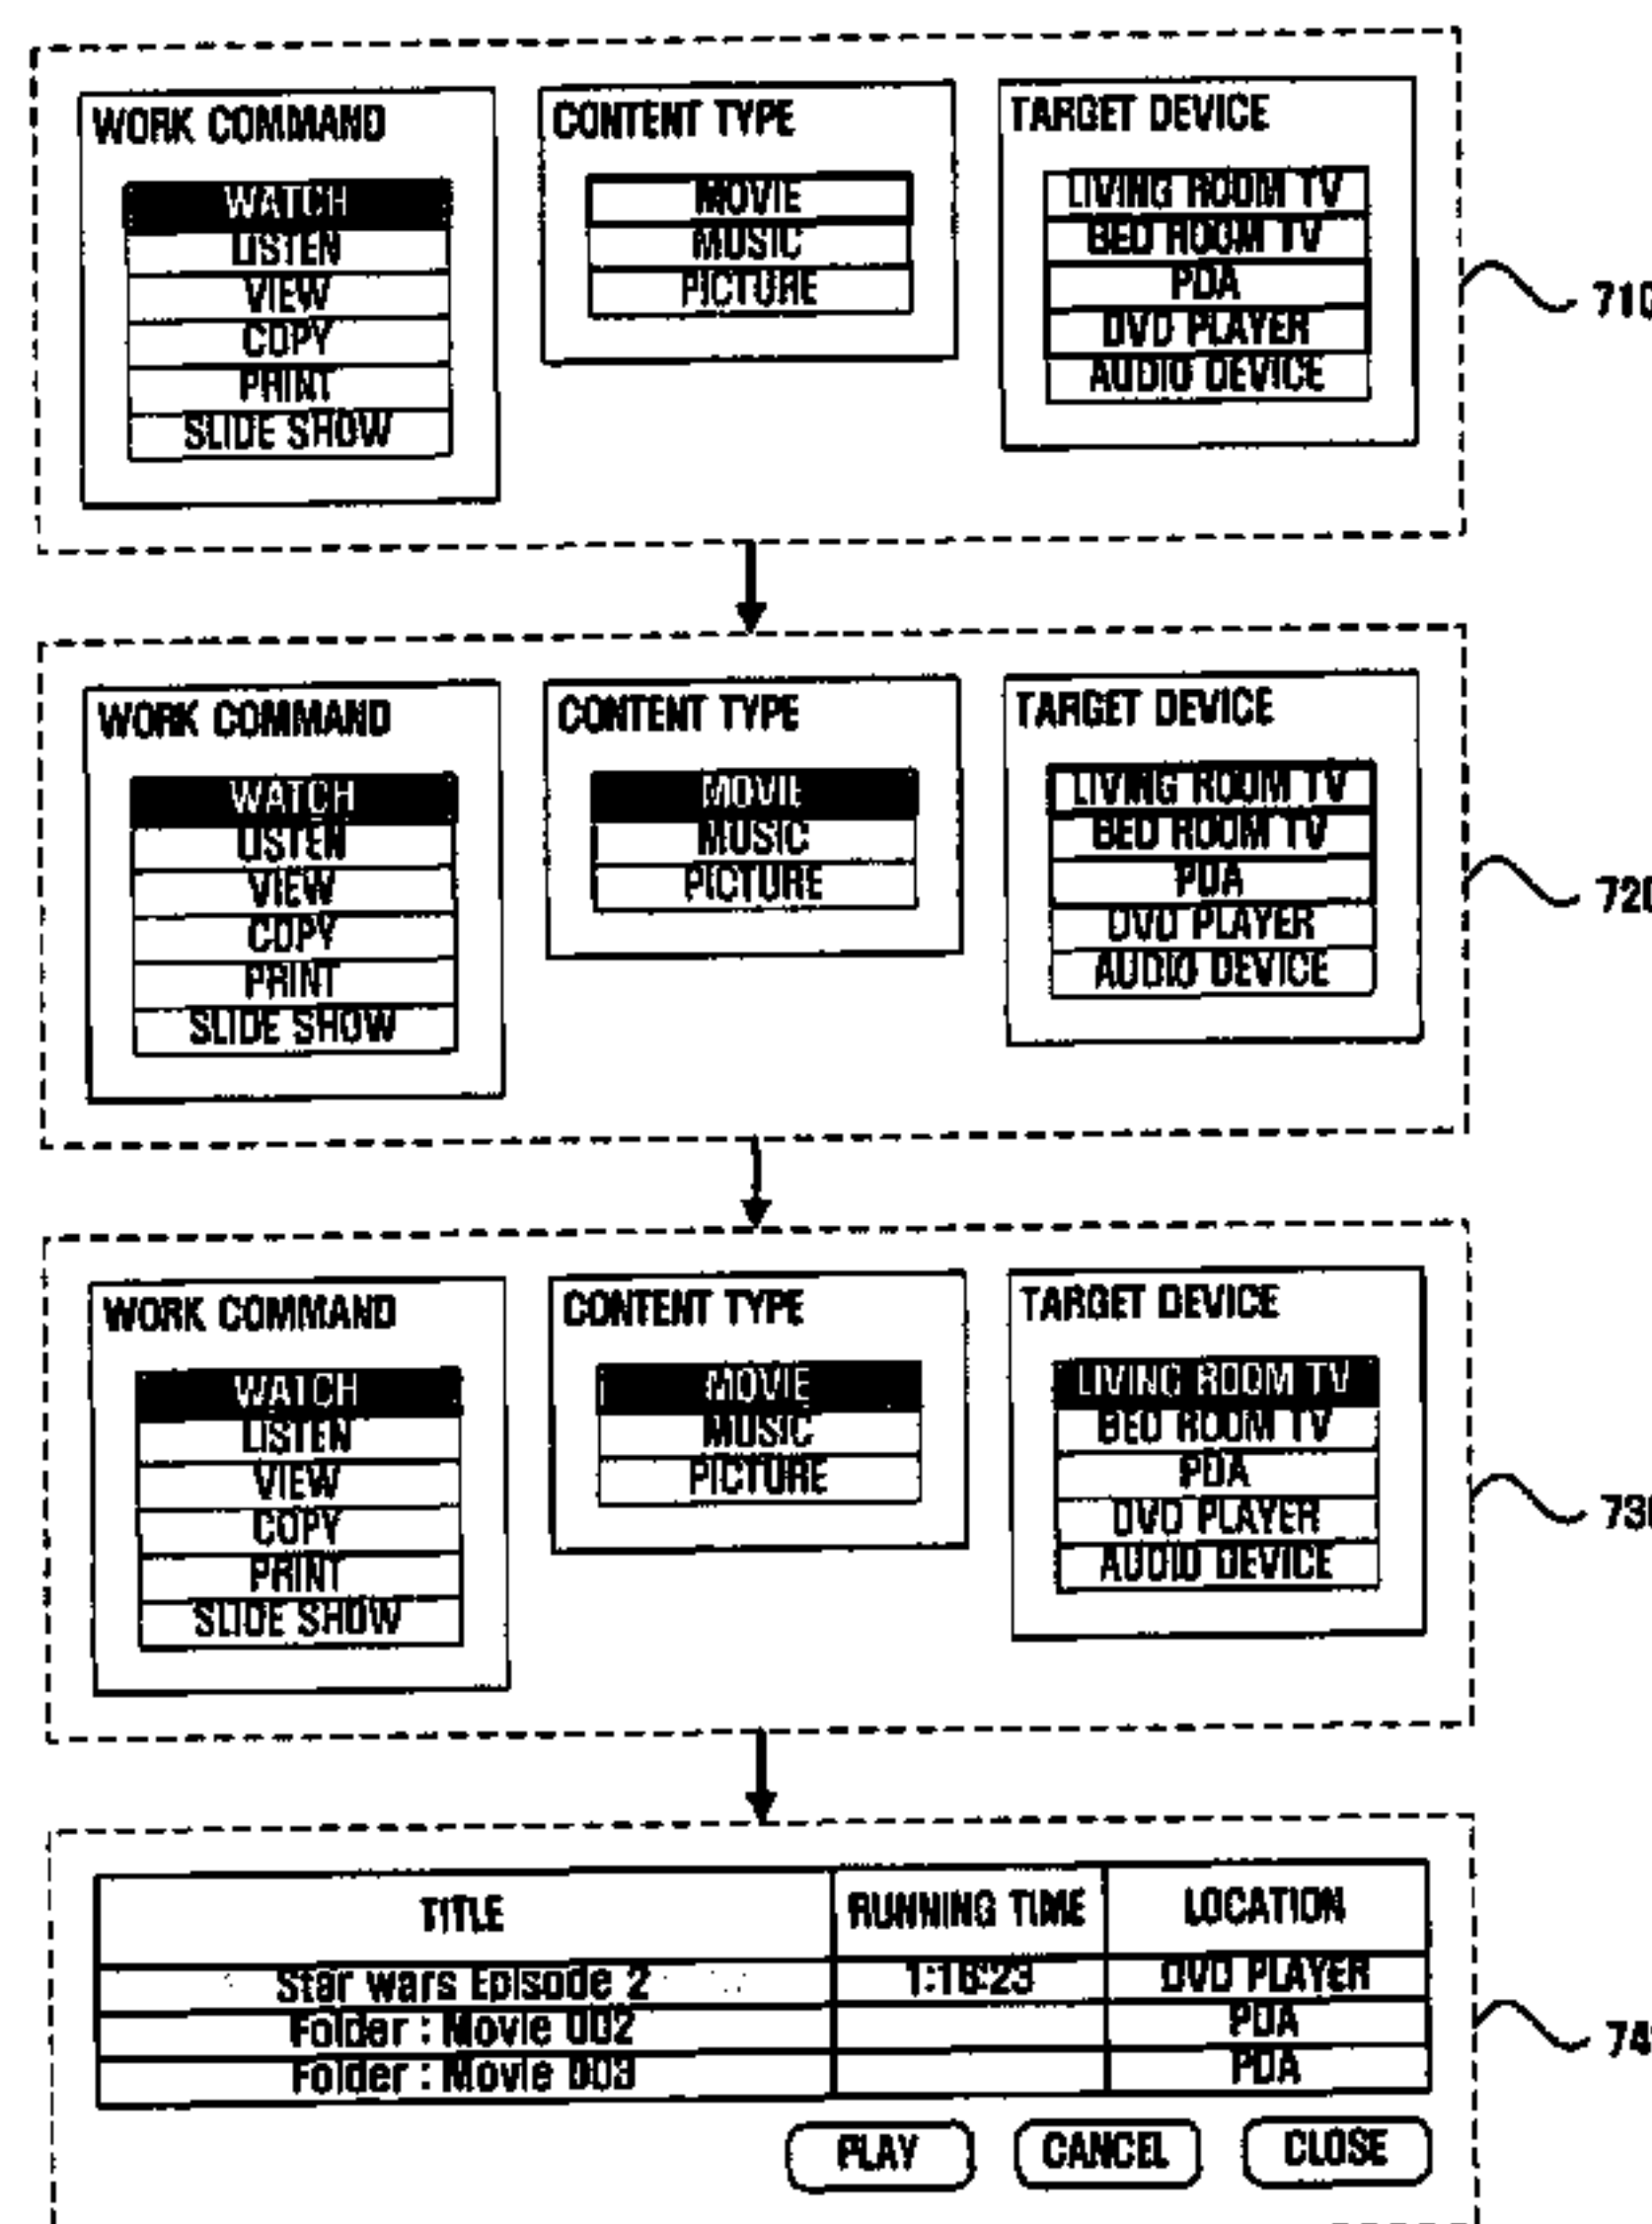 WORK COMMAND
WATCH
LISTEN
VIEW
COPY
PRINT
SLIDE SHOW
CONTENT TYPE
MOVIE
MUSIC
PICTURE
TARGET DEVICE
LIVING ROOM TV
BED ROOM TV
PDA
DVD PLAYER
AUDIO DEVICE
710
WORK COMMAND
WATCH
LISTEN
VIEW
COPY
PRINT
SLIDE SHOW
CONTENT TYPE
MOVIE
MUSIC
PICTURE
TARGET DEVICE
LIVING ROOM TV
BED ROOM TV
PDA
DVD PLAYER
AUDIO DEVICE
720
WORK COMMAND
WATCH
LISTEN
VIEW
COPY
PRINT
SLIDE SHOW
CONTENT TYPE
MOVIE
MUSIC
PICTURE
TARGET DEVICE
LIVING ROOM TV
BED ROOM TV
PDA
DVD PLAYER
AUDIO DEVICE
730
TITLE RUNNING TIME LOCATION
Star wars Episode 2 1:16:23 DVD PLAYER
Folder : Movie 002 PDA
Folder : Movie 003 PDA
PLAY CANCEL CLOSE